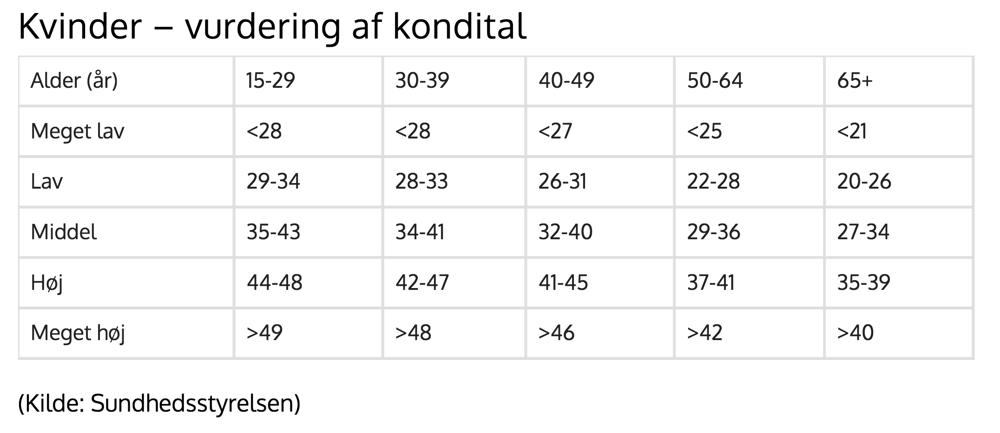 Kvinder – vurdering af kondital
Alder (år) 15-29 30-39 40-49 50-64 65+
Meget lav <28 <28 <27 <25 <21
Lav 29-34 28-33 26-31 22-28 20-26
Middel 35-43 34-41 32-40 29-36 27-34
Høj 44-48 42-47 41-45 37-41 35-39
Meget høj >49 >48 >46 >42 >40
(Kilde: Sundhedsstyrelsen)